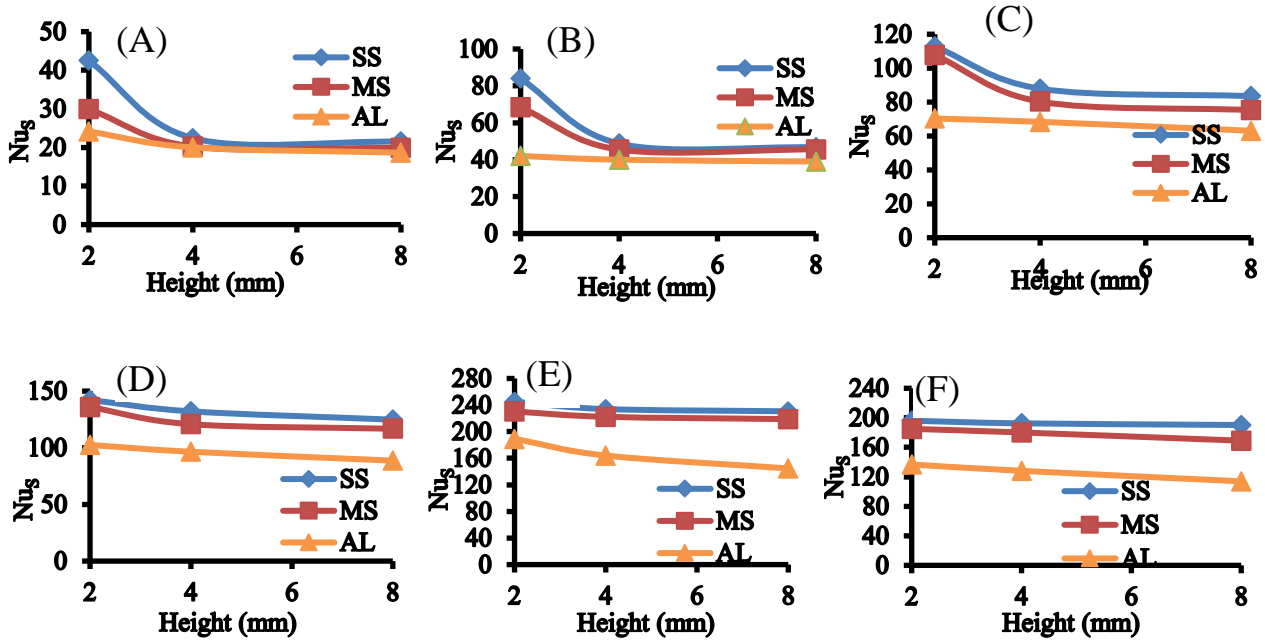 (A)
50
40
30
20
10
0
Nus
SS
MS
AL
2 4 6 8
Height (mm)
(B)
100
80
60
40
20
0
Nus
SS
MS
AL
2 4 6 8
Height (mm)
(C)
120
100
80
60
40
20
0
Nus
SS
MS
AL
2 4 6 8
Height (mm)
(D)
150
100
50
0
Nus
SS
MS
AL
2 4 6 8
Height (mm)
(E)
280
240
200
160
120
80
40
0
Nus
SS
MS
AL
2 4 6 8
Height (mm)
(F)
240
200
160
120
80
40
0
Nus
SS
MS
AL
2 4 6 8
Height (mm)